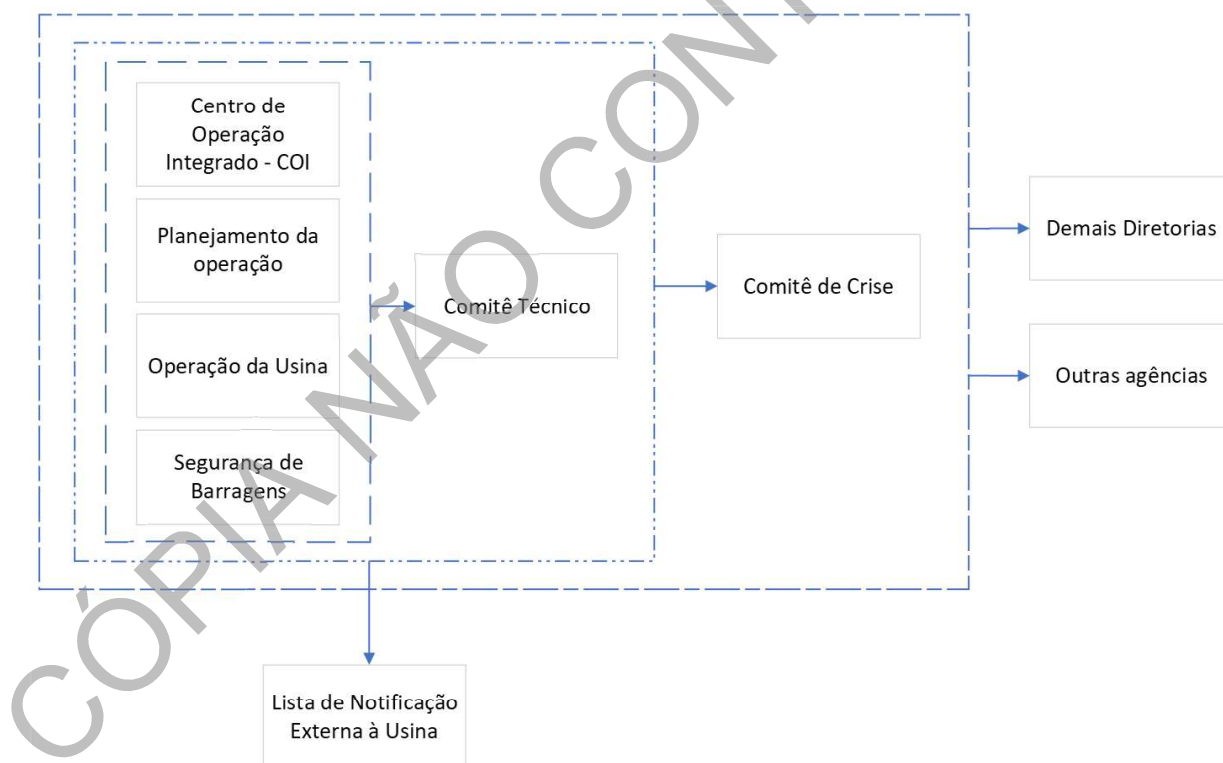 Centro de
Operação
Integrado - COI
Planejamento da
operação
Operação da Usina
Segurança de
Barragens
Comitê Técnico
Comitê de Crise
Demais Diretorias
Outras agências
Lista de Notificação
Externa à Usina
CÓPIA NÃO CONT